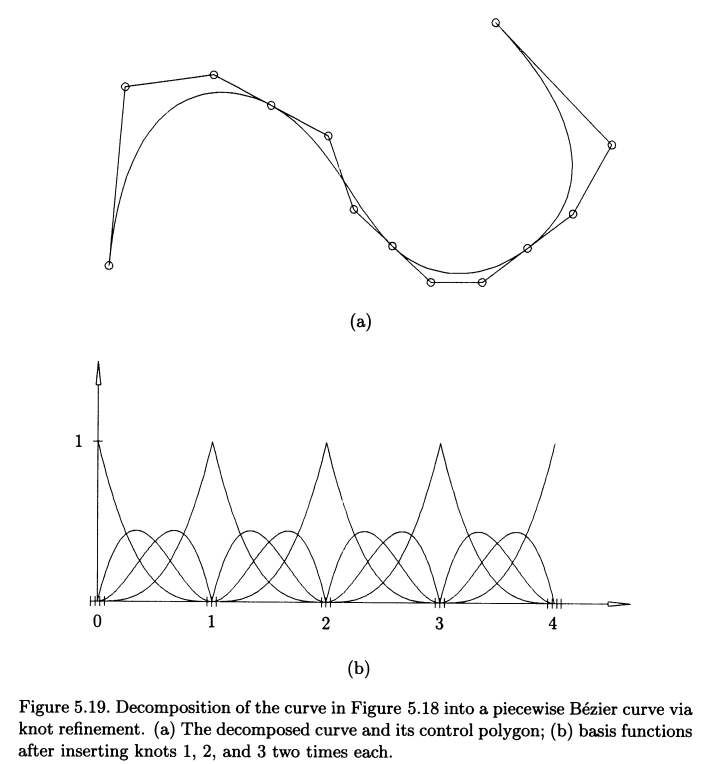 (a)
1
0 1 2 3 4
(b)
Figure 5.19. Decomposition of the curve in Figure 5.18 into a piecewise Bézier curve via
knot refinement. (a) The decomposed curve and its control polygon; (b) basis functions
after inserting knots 1, 2, and 3 two times each.